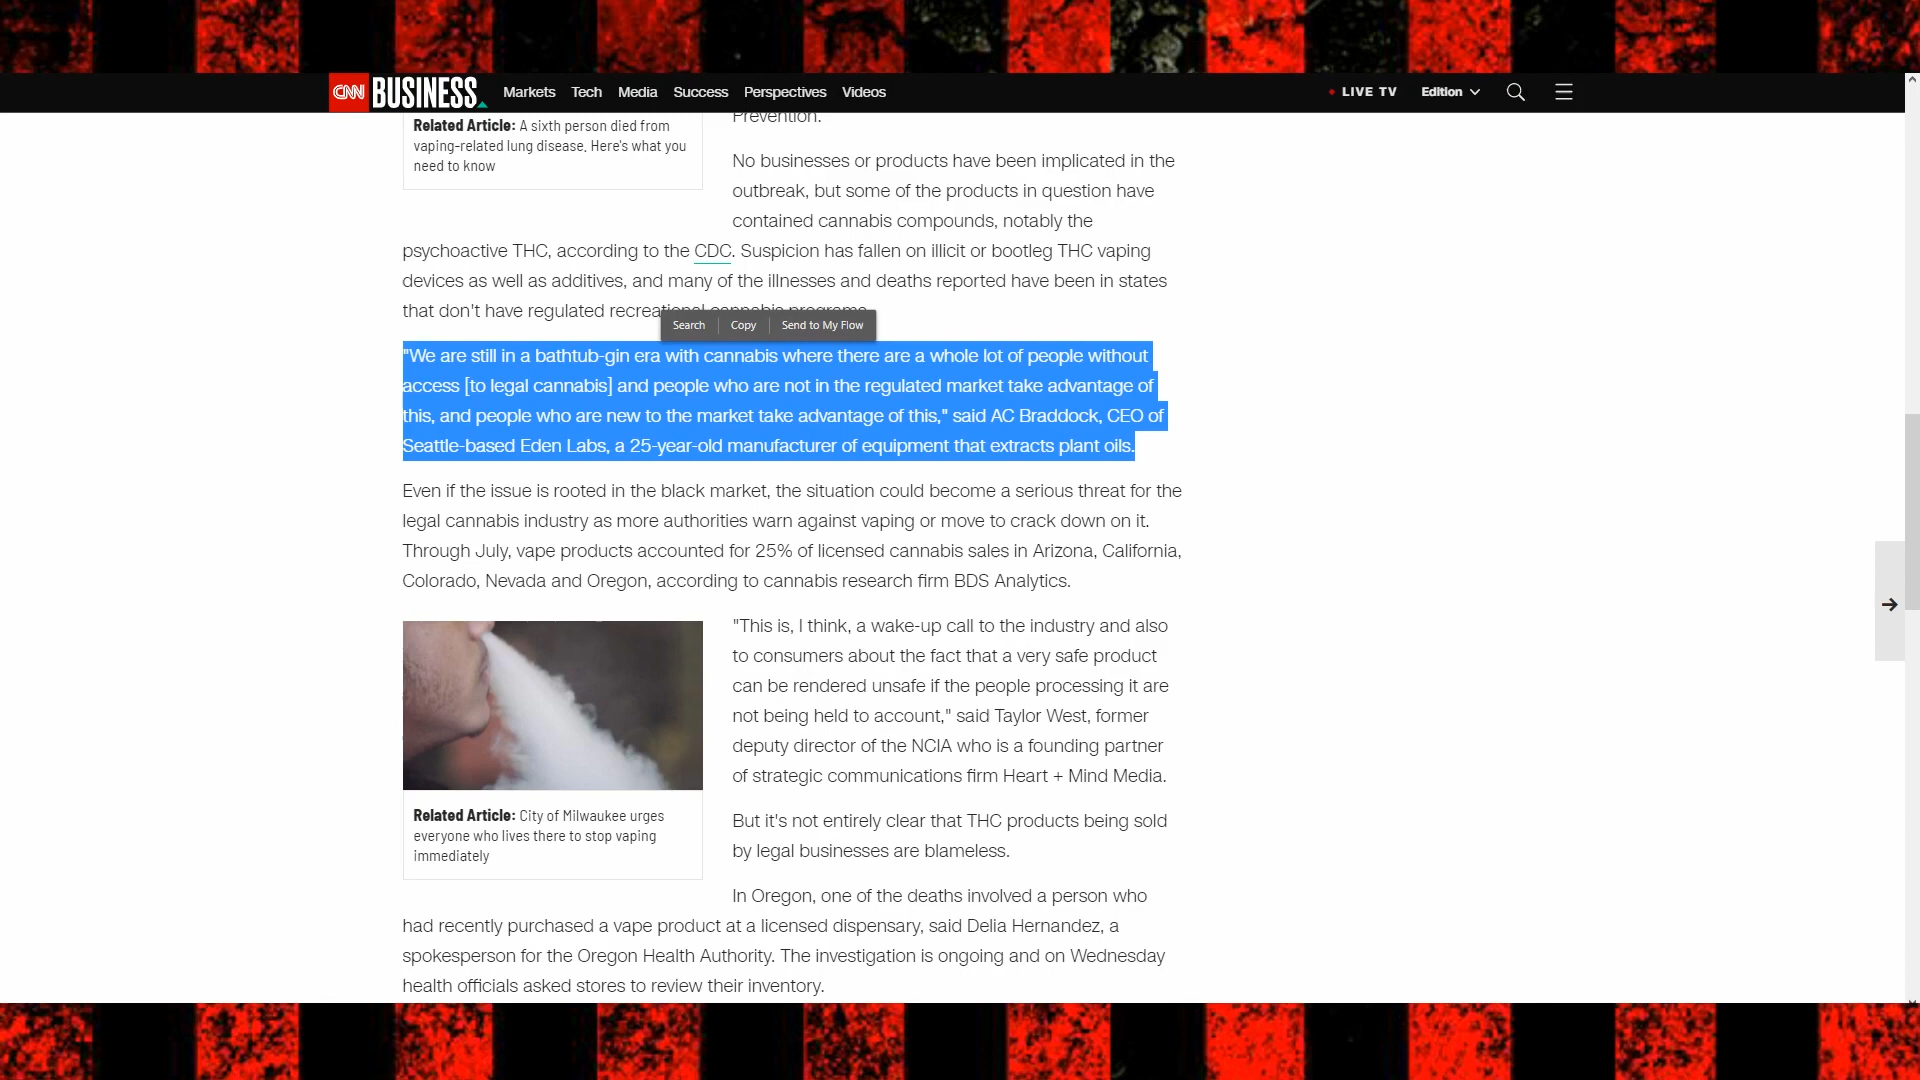 CNN BUSINESS Markets Tech Media Success Perspectives Videos LIVE TV Edition
Related Article: A sixth person died from
vaping-related lung disease. Here's what you
need to know
Prevention.
No businesses or products have been implicated in the
outbreak, but some of the products in question have
contained cannabis compounds, notably the
psychoactive THC, according to the CDC. Suspicion has fallen on illicit or bootleg THC vaping
devices as well as additives, and many of the illnesses and deaths reported have been in states
that don't have regulated recreational cannabis programs.
Search Copy Send to My Flow
"We are still in a bathtub-gin era with cannabis where there are a whole lot of people without
access [to legal cannabis] and people who are not in the regulated market take advantage of
this, and people who are new to the market take advantage of this," said AC Braddock, CEO of
Seattle-based Eden Labs, a 25-year-old manufacturer of equipment that extracts plant oils.
Even if the issue is rooted in the black market, the situation could become a serious threat for the
legal cannabis industry as more authorities warn against vaping or move to crack down on it.
Through July, vape products accounted for 25% of licensed cannabis sales in Arizona, California,
Colorado, Nevada and Oregon, according to cannabis research firm BDS Analytics.
Related Article: City of Milwaukee urges
everyone who lives there to stop vaping
immediately
"This is, I think, a wake-up call to the industry and also
to consumers about the fact that a very safe product
can be rendered unsafe if the people processing it are
not being held to account," said Taylor West, former
deputy director of the NCIA who is a founding partner
of strategic communications firm Heart + Mind Media.
But it's not entirely clear that THC products being sold
by legal businesses are blameless.
In Oregon, one of the deaths involved a person who
had recently purchased a vape product at a licensed dispensary, said Delia Hernandez, a
spokesperson for the Oregon Health Authority. The investigation is ongoing and on Wednesday
health officials asked stores to review their inventory.